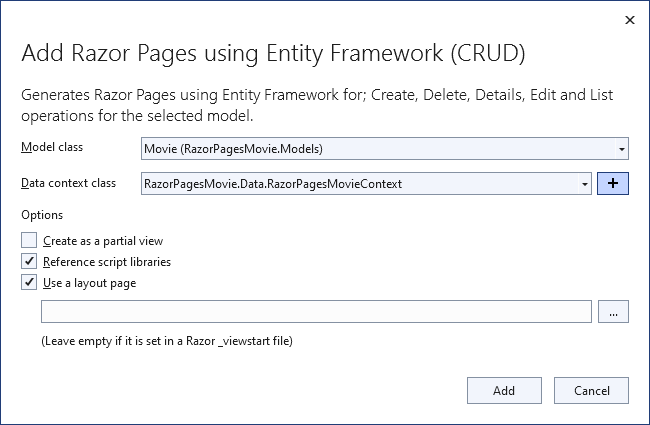 Add Razor Pages using Entity Framework (CRUD)
Generates Razor Pages using Entity Framework for; Create, Delete, Details, Edit and List
operations for the selected model.
Model class
Movie (RazorPagesMovie.Models)
Data context class
RazorPagesMovie.Data.RazorPagesMovieContext
+
Options
Create as a partial view
Reference script libraries
Use a layout page
...
(Leave empty if it is set in a Razor _viewstart file)
Add
Cancel